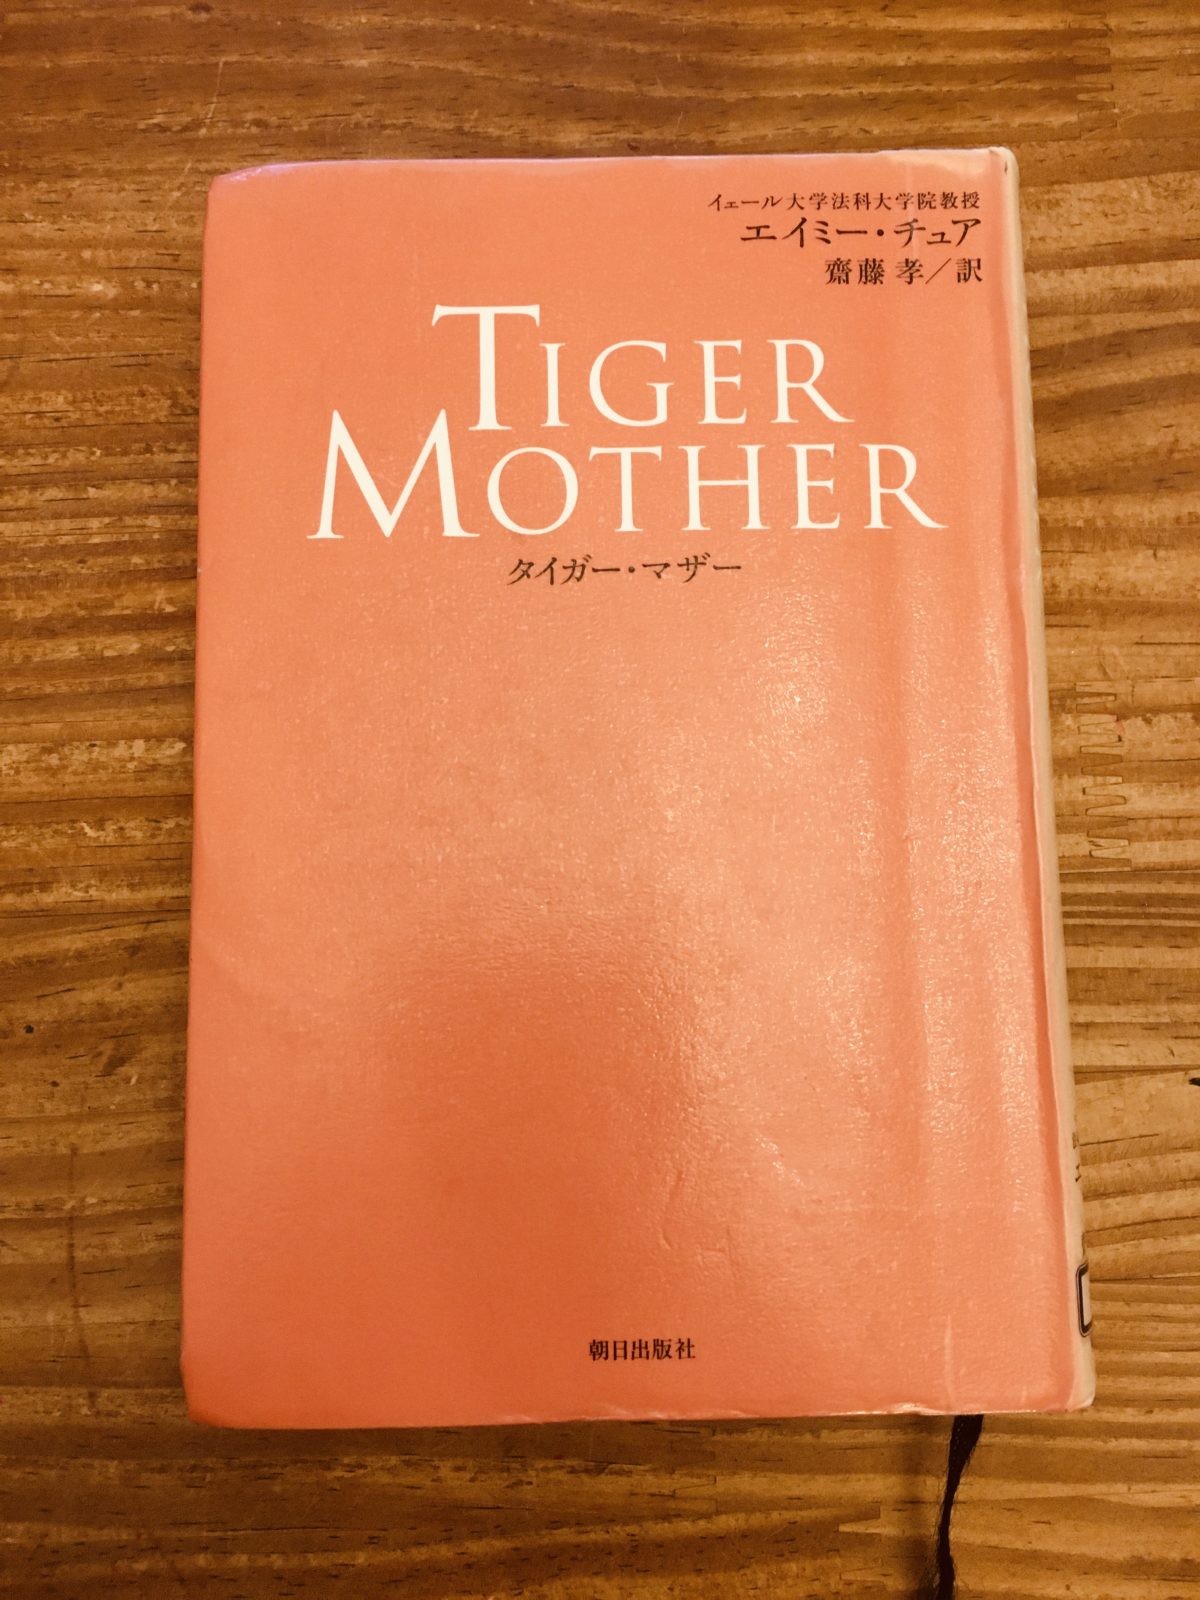 イェール大学法科大学院教授
エイミー・チュア
齋藤 孝／訳
TIGER
MOTHER
タイガー・マザー
朝日出版社